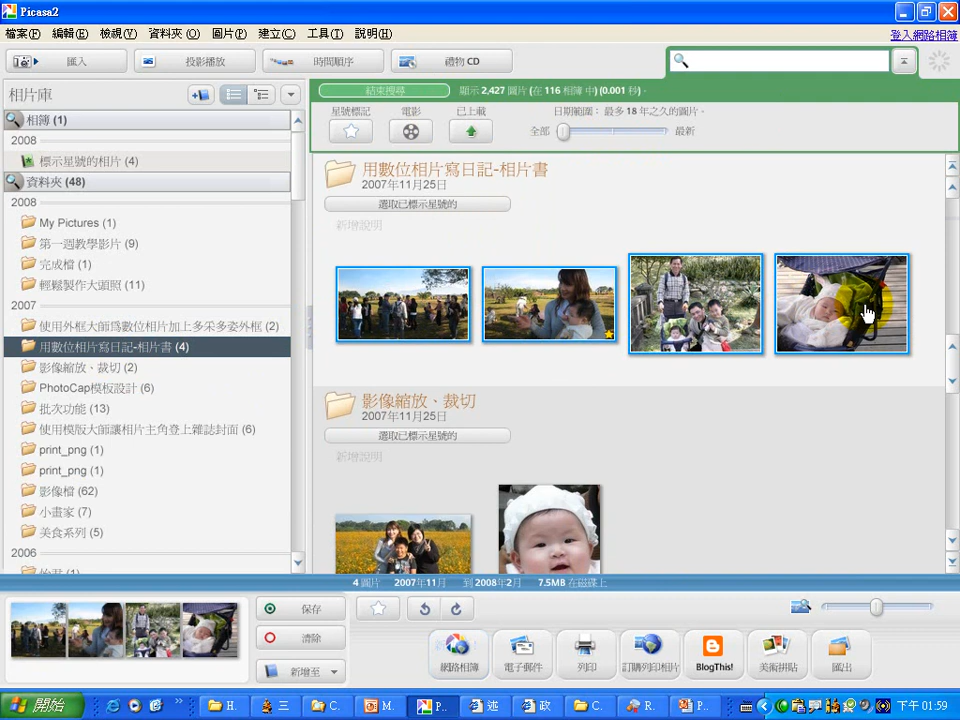 Picasa2
檔案(F) 編輯(E) 檢視(V) 資料夾(O) 圖片(P) 建立(C) 工具(T) 說明(H)
登入網路相簿
匯入 投影播放 時間順序 禮物 CD
相片庫
結束搜尋 顯示 2,427 圖片 (在 116 相簿 中) (0.001 秒)。
星號標記 電影 已上載 日期範圍： 最多 18 年之久的圖片。
全部 最新
相簿 (1)
2008
標示星號的相片 (4)
資料夾 (48)
2008
My Pictures (1)
第一週教學影片 (9)
完成檔 (1)
輕鬆製作大頭照 (11)
2007
使用外框大師為數位相片加上多采多姿外框 (2)
用數位相片寫日記-相片書 (4)
影像縮放、裁切 (2)
PhotoCap模板設計 (6)
批次功能 (13)
使用模版大師讓相片主角登上雜誌封面 (6)
print_png (1)
print_png (1)
影像檔 (62)
小畫家 (7)
美食系列 (5)
2006
用數位相片寫日記-相片書
2007年11月25日
選取已標示星號的
新增說明
影像縮放、裁切
2007年11月25日
選取已標示星號的
新增說明
4 圖片 2007年11月 到 2008年2月 7.5MB 在磁碟上
保存
清除
新增至
網路相簿 電子郵件 列印 訂購列印相片 BlogThis! 美術拼貼 匯出
開始 H. 三 C. M. P. 政 C. R. P. 下午 01:59